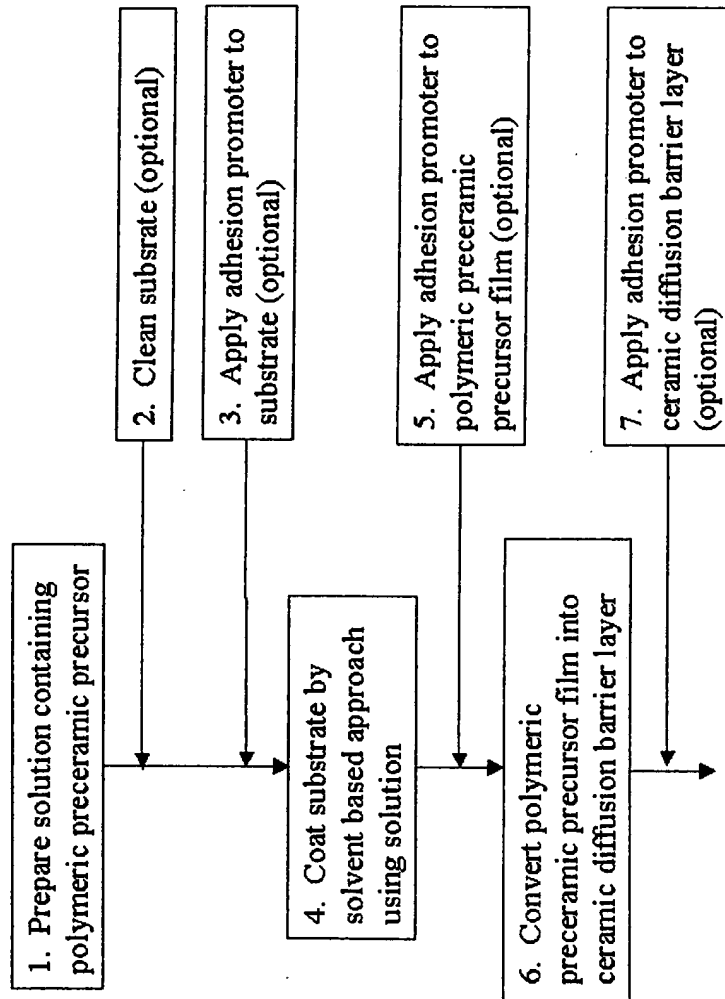 1. Prepare solution containing
polymeric preceramic precursor
2. Clean subsrate (optional)
3. Apply adhesion promoter to
substrate (optional)
4. Coat substrate by
solvent based approach
using solution
5. Apply adhesion promoter to
polymeric preceramic
precursor film (optional)
6. Convert polymeric
preceramic precursor film into
ceramic diffusion barrier layer
7. Apply adhesion promoter to
ceramic diffusion barrier layer
(optional)